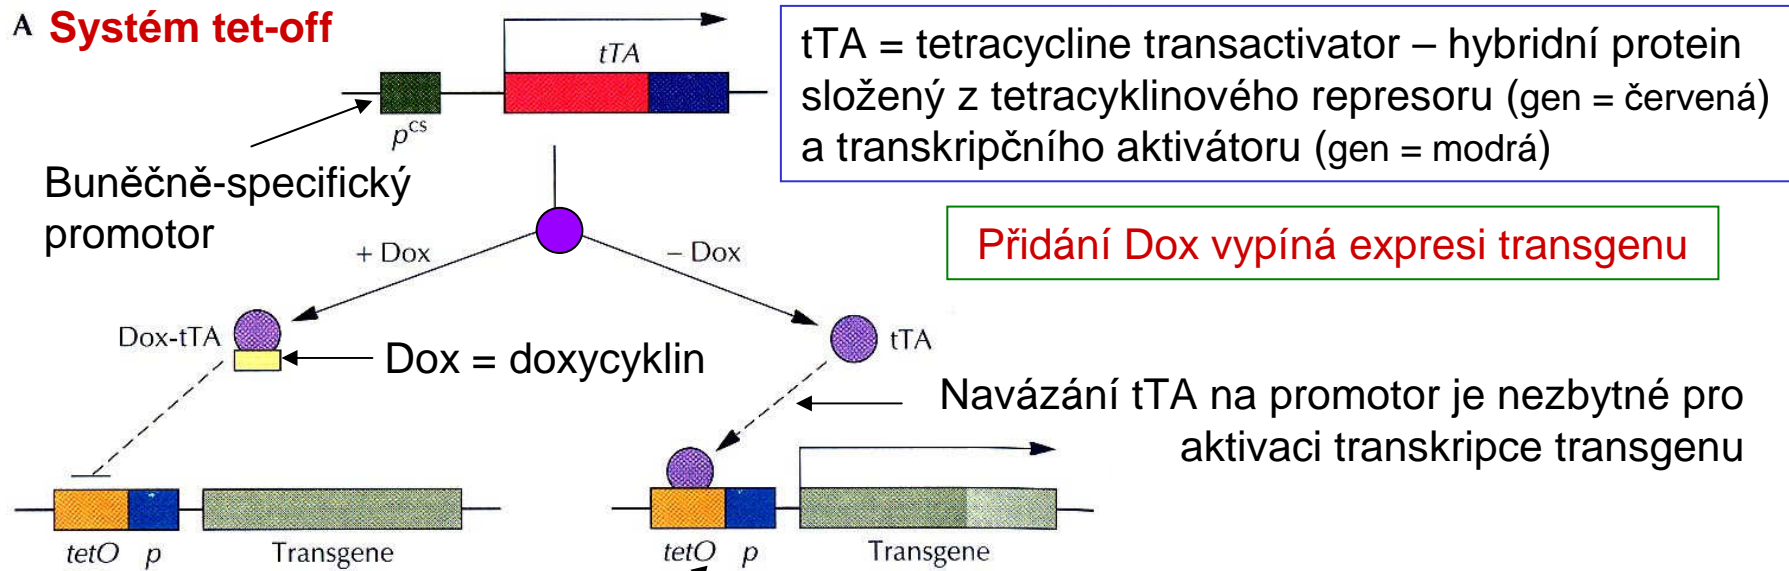 A Systém tet-off
tTA
pcs
tTA = tetracycline transactivator – hybridní protein
složený z tetracyklinového represoru (gen = červená)
a transkripčního aktivátoru (gen = modrá)
Buněčně-specifický
promotor
Přidání Dox vypíná expresi transgenu
+ Dox
– Dox
Dox-tTA
Dox = doxycyklin
tTA
Navázání tTA na promotor je nezbytné pro
aktivaci transkripce transgenu
tetO p Transgene
tetO p Transgene